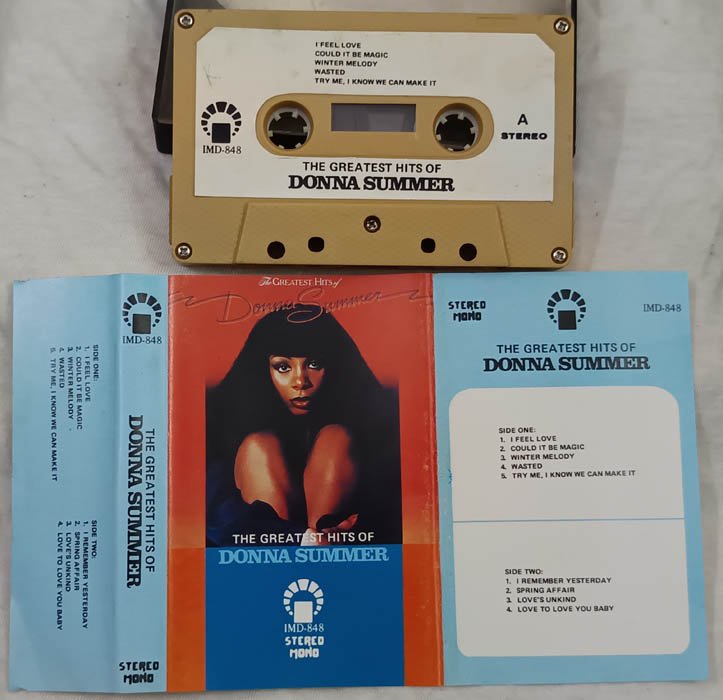 I FEEL LOVE
COULD IT BE MAGIC
WINTER MELODY
WASTED
TRY ME, I KNOW WE CAN MAKE IT
IMD-848
A
STEREO
THE GREATEST HITS OF
DONNA SUMMER
SIDE ONE:
1. I FEEL LOVE
2. COULD IT BE MAGIC
3. WINTER MELODY
4. WASTED
5. TRY ME, I KNOW WE CAN MAKE IT
SIDE TWO:
1. I REMEMBER YESTERDAY
2. SPRING AFFAIR
3. LOVE'S UNKIND
4. LOVE TO LOVE YOU BABY
IMD-848
THE GREATEST HITS OF
DONNA SUMMER
STEREO
MONO
The GREATEST HITS of
Donna Summer
THE GREATEST HITS OF
DONNA SUMMER
IMD-848
STEREO
MONO
STEREO
MONO
IMD-848
THE GREATEST HITS OF
DONNA SUMMER
SIDE ONE:
1. I FEEL LOVE
2. COULD IT BE MAGIC
3. WINTER MELODY
4. WASTED
5. TRY ME, I KNOW WE CAN MAKE IT
SIDE TWO:
1. I REMEMBER YESTERDAY
2. SPRING AFFAIR
3. LOVE'S UNKIND
4. LOVE TO LOVE YOU BABY